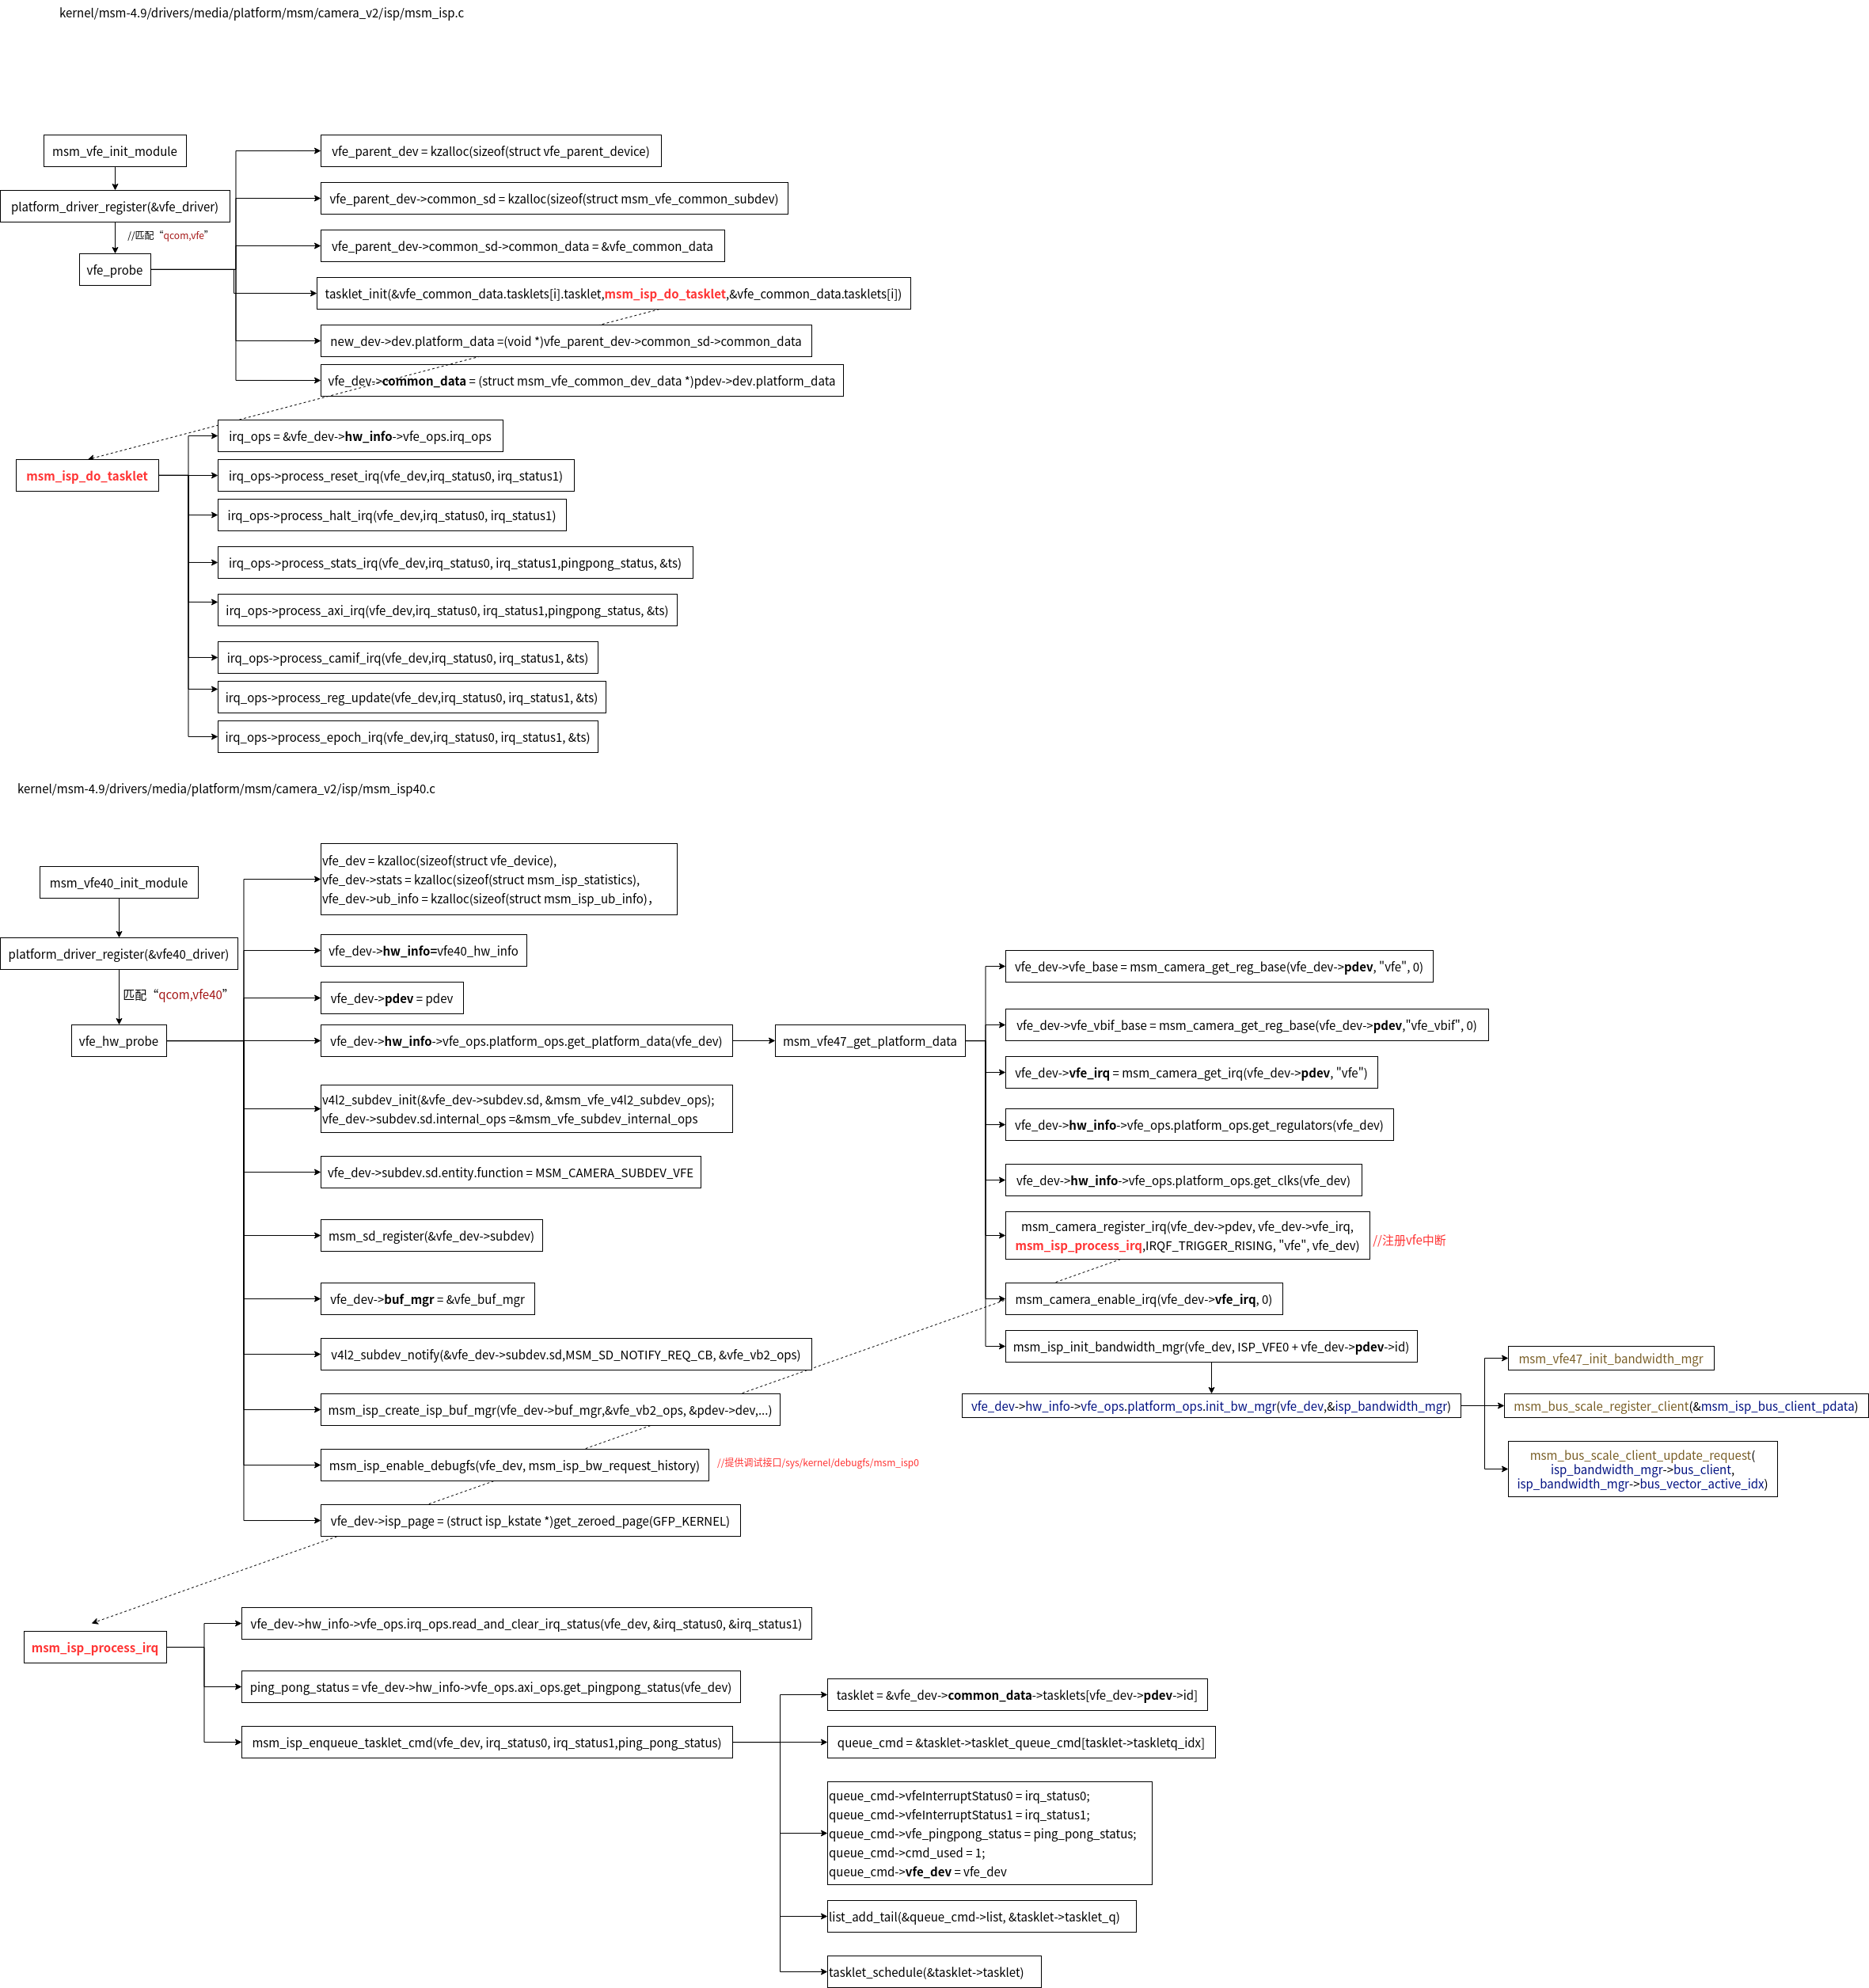 kernel/msm-4.9/drivers/media/platform/msm/camera_v2/isp/msm_isp.c
msm_vfe_init_module
platform_driver_register(&vfe_driver)
//匹配“qcom,vfe”
vfe_probe
vfe_parent_dev = kzalloc(sizeof(struct vfe_parent_device)
vfe_parent_dev->common_sd = kzalloc(sizeof(struct msm_vfe_common_subdev)
vfe_parent_dev->common_sd->common_data = &vfe_common_data
tasklet_init(&vfe_common_data.tasklets[i].tasklet,msm_isp_do_tasklet,&vfe_common_data.tasklets[i])
new_dev->dev.platform_data =(void *)vfe_parent_dev->common_sd->common_data
vfe_dev->common_data = (struct msm_vfe_common_dev_data *)pdev->dev.platform_data
msm_isp_do_tasklet
irq_ops = &vfe_dev->hw_info->vfe_ops.irq_ops
irq_ops->process_reset_irq(vfe_dev,irq_status0, irq_status1)
irq_ops->process_halt_irq(vfe_dev,irq_status0, irq_status1)
irq_ops->process_stats_irq(vfe_dev,irq_status0, irq_status1,pingpong_status, &ts)
irq_ops->process_axi_irq(vfe_dev,irq_status0, irq_status1,pingpong_status, &ts)
irq_ops->process_camif_irq(vfe_dev,irq_status0, irq_status1, &ts)
irq_ops->process_reg_update(vfe_dev,irq_status0, irq_status1, &ts)
irq_ops->process_epoch_irq(vfe_dev,irq_status0, irq_status1, &ts)
kernel/msm-4.9/drivers/media/platform/msm/camera_v2/isp/msm_isp40.c
msm_vfe40_init_module
platform_driver_register(&vfe40_driver)
匹配“qcom,vfe40”
vfe_hw_probe
vfe_dev = kzalloc(sizeof(struct vfe_device),
vfe_dev->stats = kzalloc(sizeof(struct msm_isp_statistics),
vfe_dev->ub_info = kzalloc(sizeof(struct msm_isp_ub_info)，
vfe_dev->hw_info=vfe40_hw_info
vfe_dev->pdev = pdev
vfe_dev->hw_info->vfe_ops.platform_ops.get_platform_data(vfe_dev)
v4l2_subdev_init(&vfe_dev->subdev.sd, &msm_vfe_v4l2_subdev_ops);
vfe_dev->subdev.sd.internal_ops =&msm_vfe_subdev_internal_ops
vfe_dev->subdev.sd.entity.function = MSM_CAMERA_SUBDEV_VFE
msm_sd_register(&vfe_dev->subdev)
vfe_dev->buf_mgr = &vfe_buf_mgr
v4l2_subdev_notify(&vfe_dev->subdev.sd,MSM_SD_NOTIFY_REQ_CB, &vfe_vb2_ops)
msm_isp_create_isp_buf_mgr(vfe_dev->buf_mgr,&vfe_vb2_ops, &pdev->dev,...)
msm_isp_enable_debugfs(vfe_dev, msm_isp_bw_request_history)
//提供调试接口/sys/kernel/debugfs/msm_isp0
vfe_dev->isp_page = (struct isp_kstate *)get_zeroed_page(GFP_KERNEL)
msm_vfe47_get_platform_data
vfe_dev->vfe_base = msm_camera_get_reg_base(vfe_dev->pdev, "vfe", 0)
vfe_dev->vfe_vbif_base = msm_camera_get_reg_base(vfe_dev->pdev,"vfe_vbif", 0)
vfe_dev->vfe_irq = msm_camera_get_irq(vfe_dev->pdev, "vfe")
vfe_dev->hw_info->vfe_ops.platform_ops.get_regulators(vfe_dev)
vfe_dev->hw_info->vfe_ops.platform_ops.get_clks(vfe_dev)
msm_camera_register_irq(vfe_dev->pdev, vfe_dev->vfe_irq,
msm_isp_process_irq,IRQF_TRIGGER_RISING, "vfe", vfe_dev)
//注册vfe中断
msm_camera_enable_irq(vfe_dev->vfe_irq, 0)
msm_isp_init_bandwidth_mgr(vfe_dev, ISP_VFE0 + vfe_dev->pdev->id)
vfe_dev->hw_info->vfe_ops.platform_ops.init_bw_mgr(vfe_dev,&isp_bandwidth_mgr)
msm_vfe47_init_bandwidth_mgr
msm_bus_scale_register_client(&msm_isp_bus_client_pdata)
msm_bus_scale_client_update_request(
isp_bandwidth_mgr->bus_client,
isp_bandwidth_mgr->bus_vector_active_idx)
msm_isp_process_irq
vfe_dev->hw_info->vfe_ops.irq_ops.read_and_clear_irq_status(vfe_dev, &irq_status0, &irq_status1)
ping_pong_status = vfe_dev->hw_info->vfe_ops.axi_ops.get_pingpong_status(vfe_dev)
msm_isp_enqueue_tasklet_cmd(vfe_dev, irq_status0, irq_status1,ping_pong_status)
tasklet = &vfe_dev->common_data->tasklets[vfe_dev->pdev->id]
queue_cmd = &tasklet->tasklet_queue_cmd[tasklet->taskletq_idx]
queue_cmd->vfeInterruptStatus0 = irq_status0;
queue_cmd->vfeInterruptStatus1 = irq_status1;
queue_cmd->vfe_pingpong_status = ping_pong_status;
queue_cmd->cmd_used = 1;
queue_cmd->vfe_dev = vfe_dev
list_add_tail(&queue_cmd->list, &tasklet->tasklet_q)
tasklet_schedule(&tasklet->tasklet)